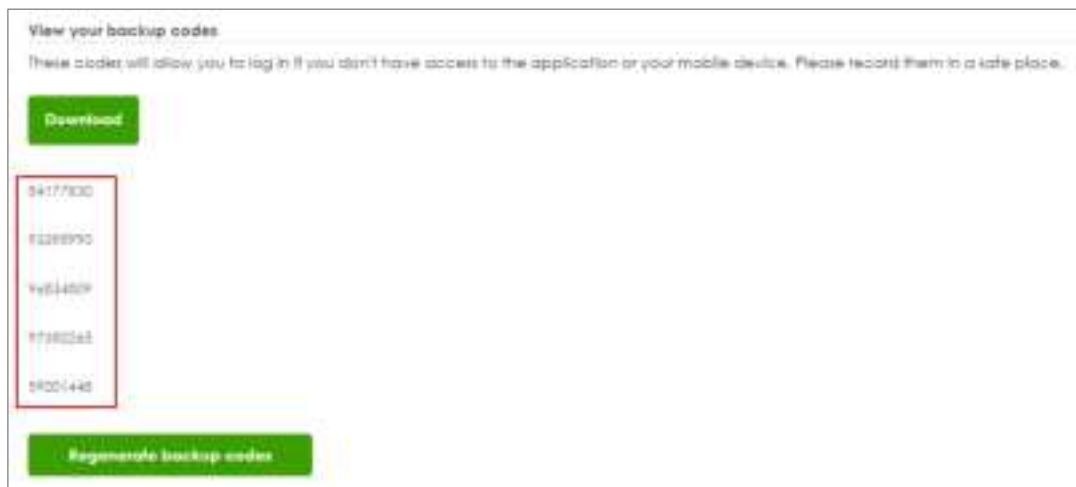 View your backup codes
These codes will allow you to log in if you don't have access to the application or your mobile device. Please record them in a safe place.
Download
Regenerate backup codes